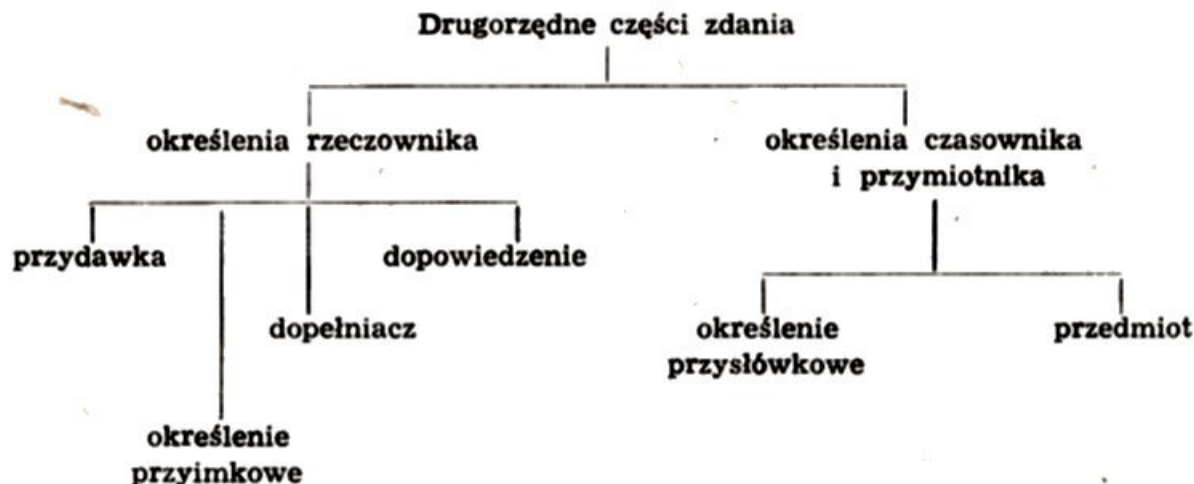 Drugorzędne części zdania
określenia rzeczownika
określenia czasownika
i przymiotnika
przydawka
dopowiedzenie
dopełniacz
określenie
przysłówkowe
przedmiot
określenie
przyimkowe